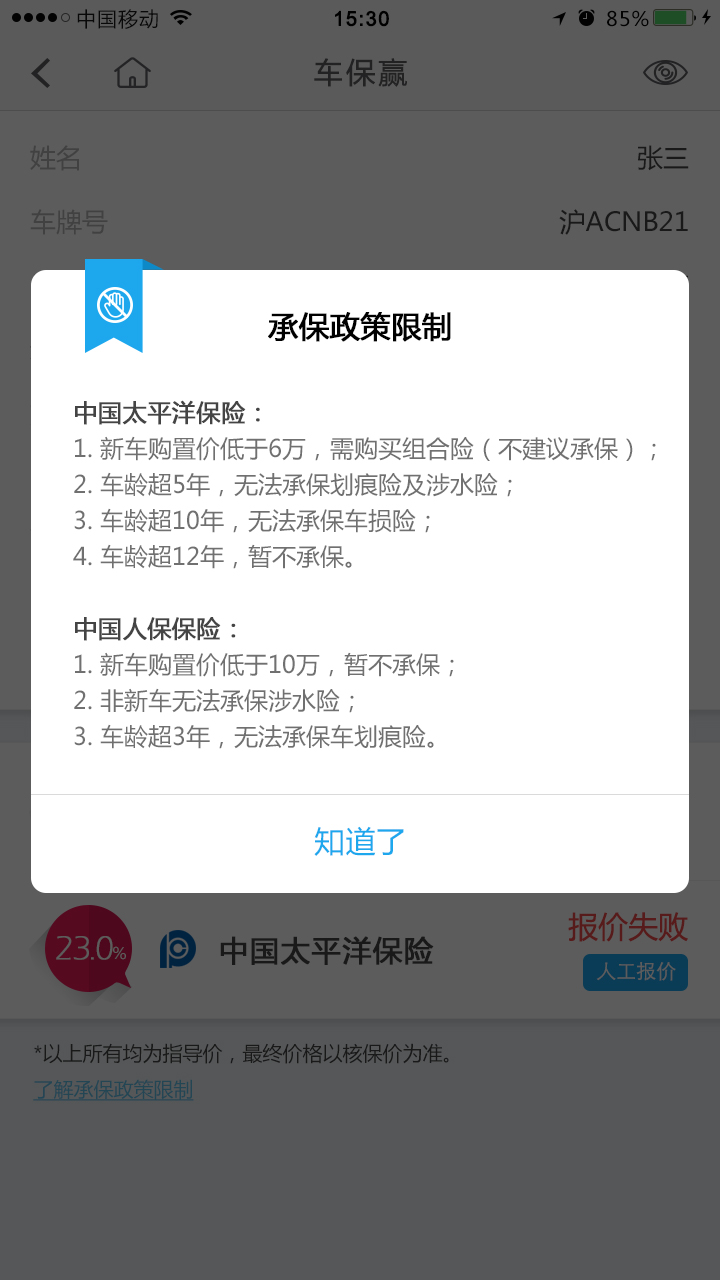 中国移动 15:30 85%
车保赢
姓名 张三
车牌号 沪ACNB21
承保政策限制
中国太平洋保险：
1. 新车购置价低于6万，需购买组合险（不建议承保）；
2. 车龄超5年，无法承保划痕险及涉水险；
3. 车龄超10年，无法承保车损险；
4. 车龄超12年，暂不承保。
中国人保保险：
1. 新车购置价低于10万，暂不承保；
2. 非新车无法承保涉水险；
3. 车龄超3年，无法承保车划痕险。
知道了
23.0% 中国太平洋保险 报价失败
人工报价
*以上所有均为指导价，最终价格以核保价为准。
了解承保政策限制